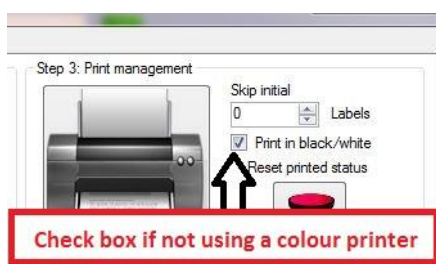 Step 3: Print management
Skip initial
0 Labels
Print in black/white
Reset printed status
Check box if not using a colour printer